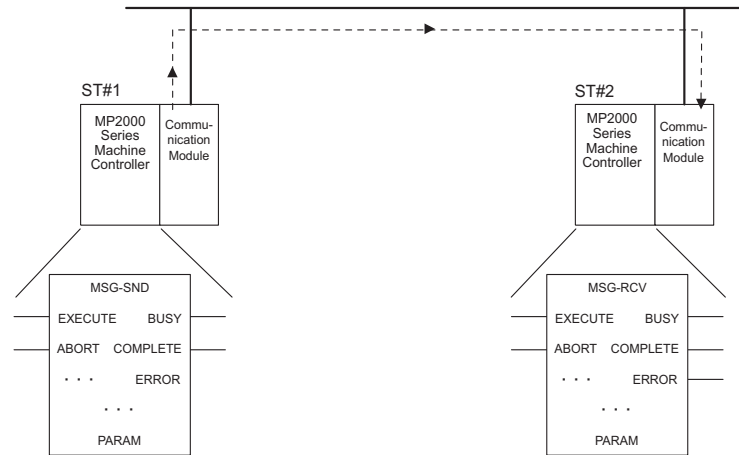 ST#1
MP2000
Series
Machine
Controller
Commu-
nication
Module
MSG-SND
EXECUTE BUSY
ABORT COMPLETE
· · · ERROR
· · ·
PARAM
ST#2
MP2000
Series
Machine
Controller
Commu-
nication
Module
MSG-RCV
EXECUTE BUSY
ABORT COMPLETE
· · · ERROR
· · ·
PARAM